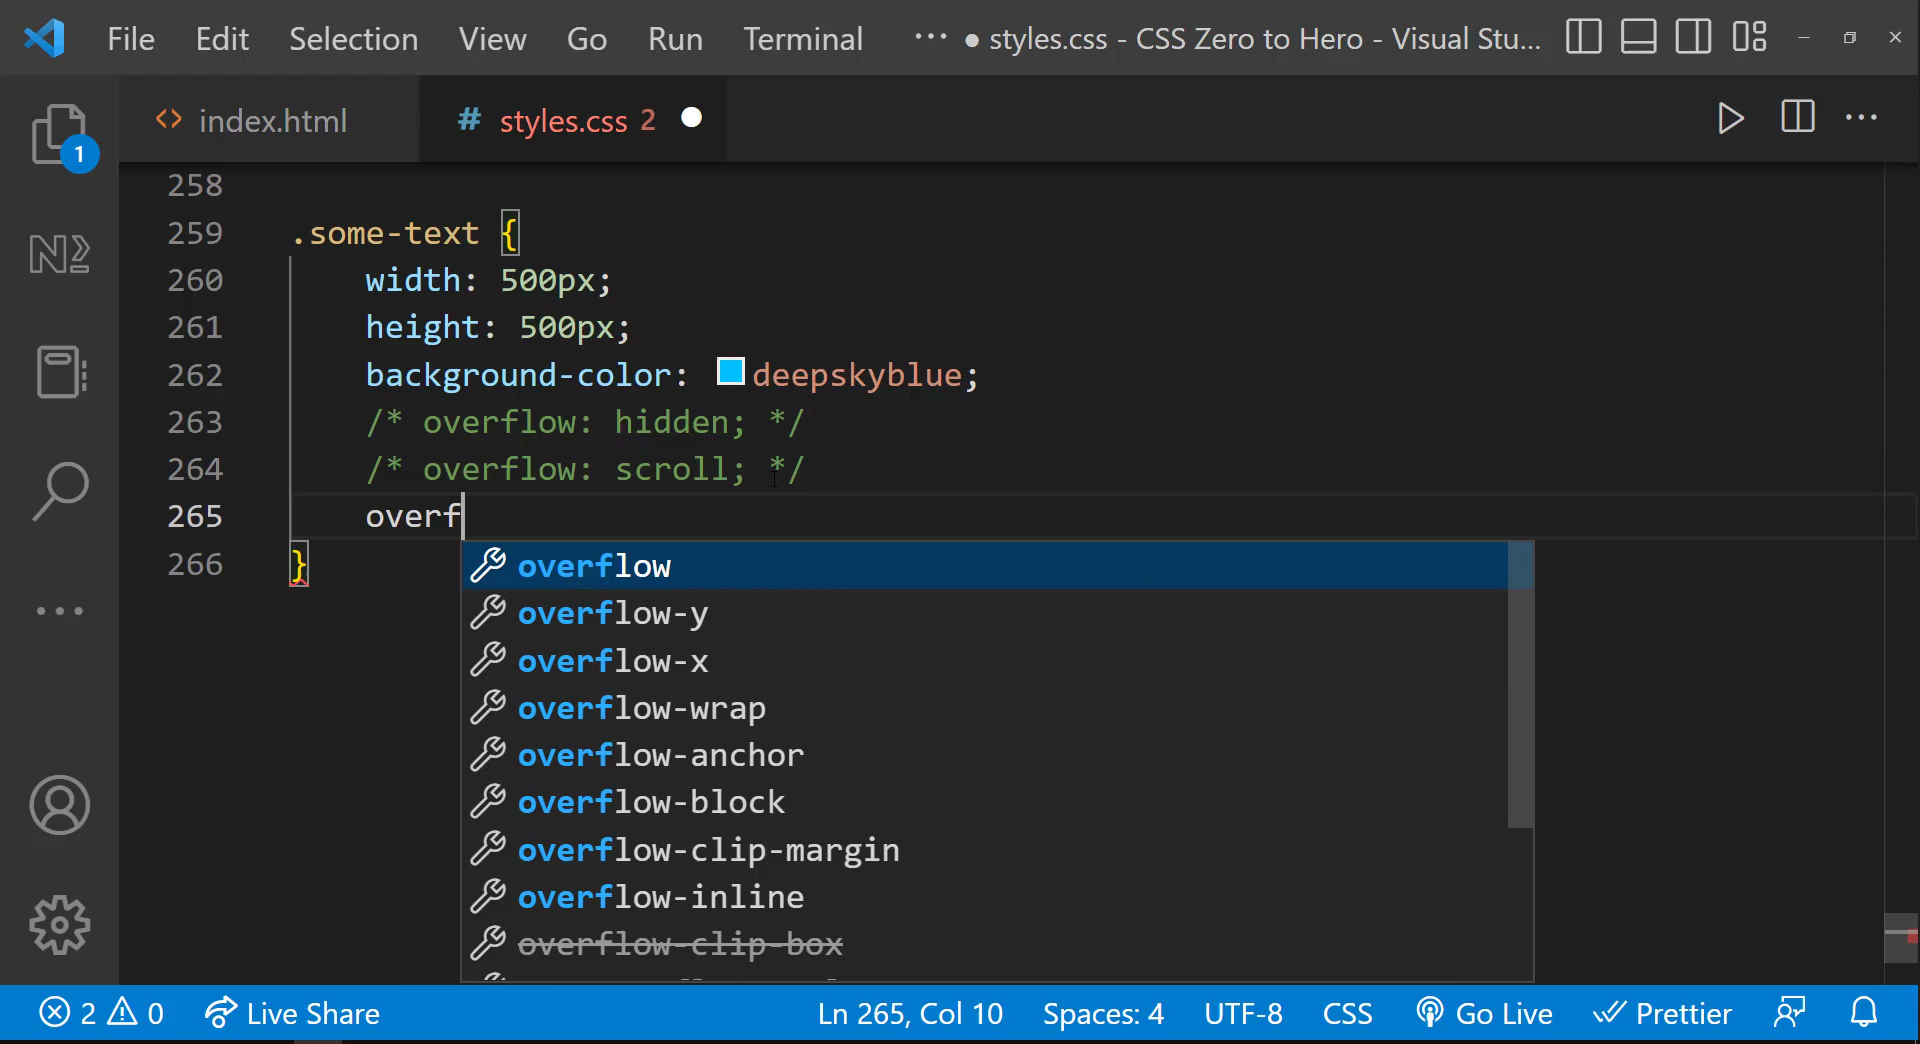 File Edit Selection View Go Run Terminal ··· ● styles.css - CSS Zero to Hero - Visual Stu...
<> index.html # styles.css 2 ●
1
258
259 .some-text {
260 width: 500px;
261 height: 500px;
262 background-color: deepskyblue;
263 /* overflow: hidden; */
264 /* overflow: scroll; */
265 overf
266 }
overflow
overflow-y
overflow-x
overflow-wrap
overflow-anchor
overflow-block
overflow-clip-margin
overflow-inline
overflow-clip-box
2 0 Live Share Ln 265, Col 10 Spaces: 4 UTF-8 CSS Go Live Prettier